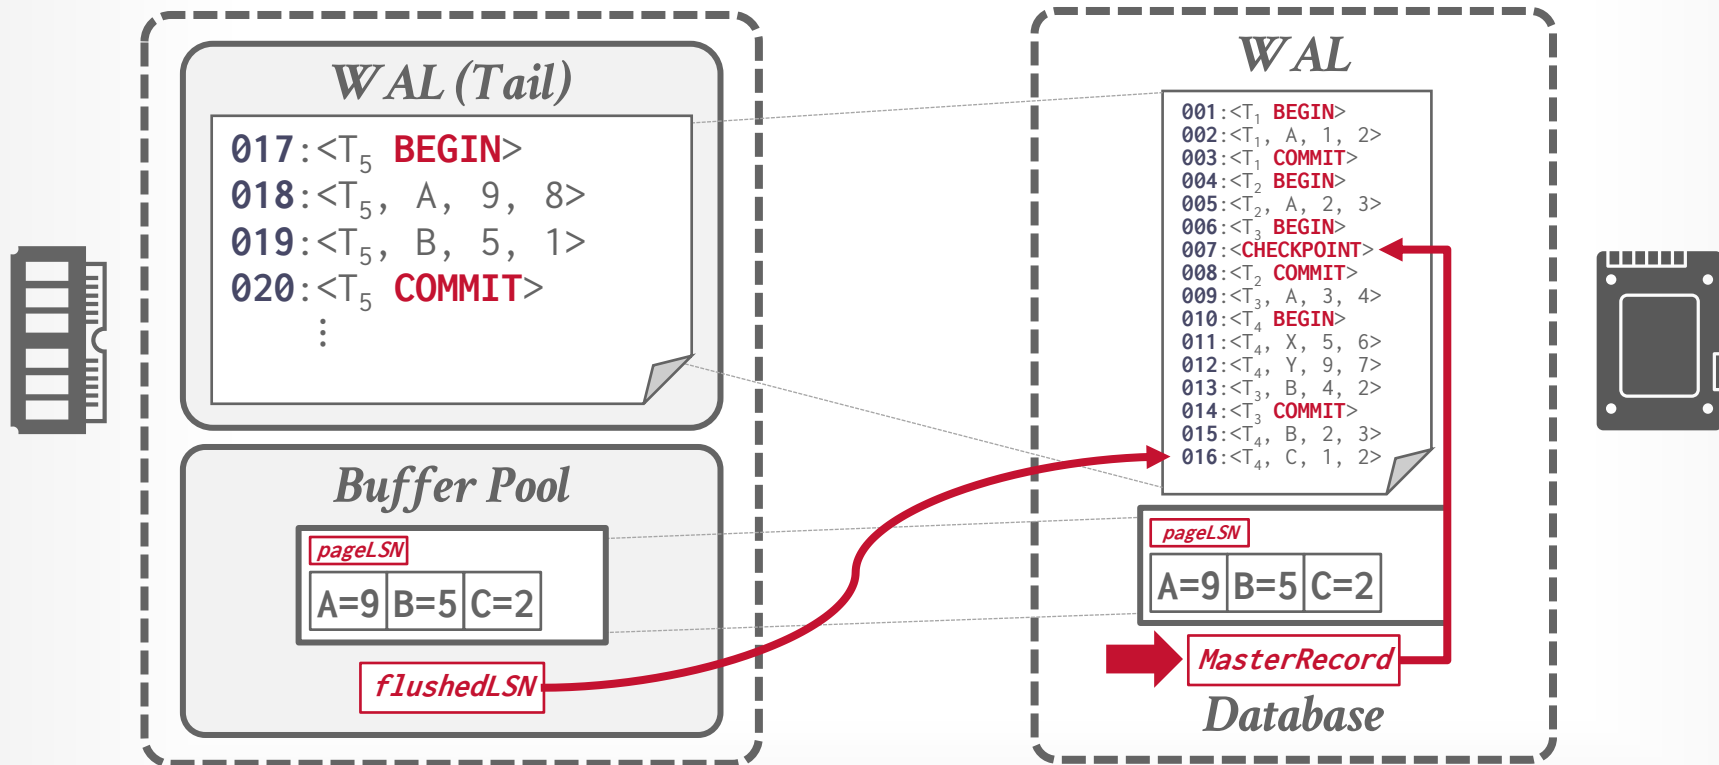 WAL (Tail)
017:<T5 BEGIN>
018:<T5, A, 9, 8>
019:<T5, B, 5, 1>
020:<T5 COMMIT>
⋮
Buffer Pool
pageLSN
A=9 B=5 C=2
flushedLSN
WAL
001:<T1 BEGIN>
002:<T1, A, 1, 2>
003:<T1 COMMIT>
004:<T2 BEGIN>
005:<T2, A, 2, 3>
006:<T3 BEGIN>
007:<CHECKPOINT>
008:<T2 COMMIT>
009:<T3, A, 3, 4>
010:<T4 BEGIN>
011:<T4, X, 5, 6>
012:<T4, Y, 9, 7>
013:<T3, B, 4, 2>
014:<T3 COMMIT>
015:<T4, B, 2, 3>
016:<T4, C, 1, 2>
pageLSN
A=9 B=5 C=2
MasterRecord
Database